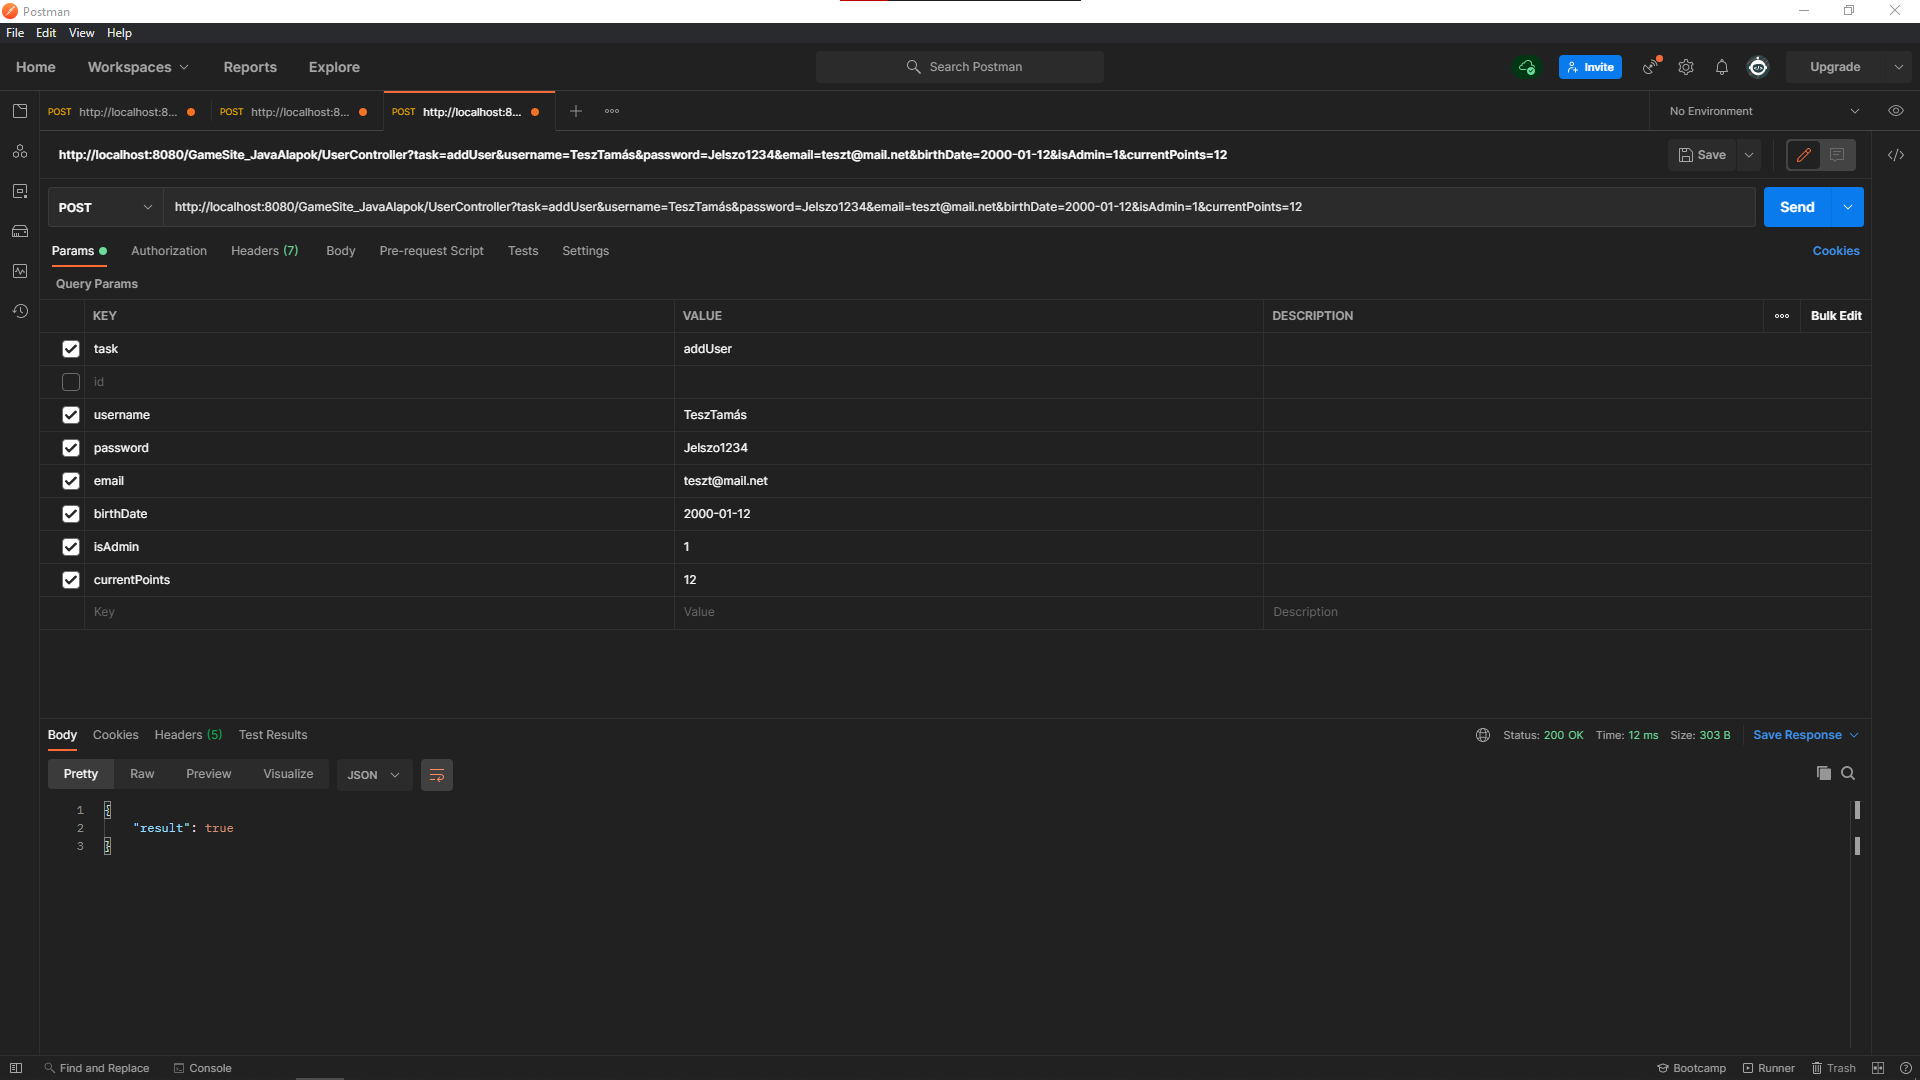 Postman
File Edit View Help
Home Workspaces Reports Explore Search Postman Invite Upgrade
POST http://localhost:8... POST http://localhost:8... POST http://localhost:8... No Environment
http://localhost:8080/GameSite_JavaAlapok/UserController?task=addUser&username=TeszTamás&password=Jelszo1234&email=teszt@mail.net&birthDate=2000-01-12&isAdmin=1&currentPoints=12 Save
POST http://localhost:8080/GameSite_JavaAlapok/UserController?task=addUser&username=TeszTamás&password=Jelszo1234&email=teszt@mail.net&birthDate=2000-01-12&isAdmin=1&currentPoints=12 Send
Params Authorization Headers (7) Body Pre-request Script Tests Settings Cookies
Query Params
KEY VALUE DESCRIPTION Bulk Edit
task addUser
id
username TeszTamás
password Jelszo1234
email teszt@mail.net
birthDate 2000-01-12
isAdmin 1
currentPoints 12
Key Value Description
Body Cookies Headers (5) Test Results Status: 200 OK Time: 12 ms Size: 303 B Save Response
Pretty Raw Preview Visualize JSON
1 {
2 "result": true
3 }
Find and Replace Console Bootcamp Runner Trash